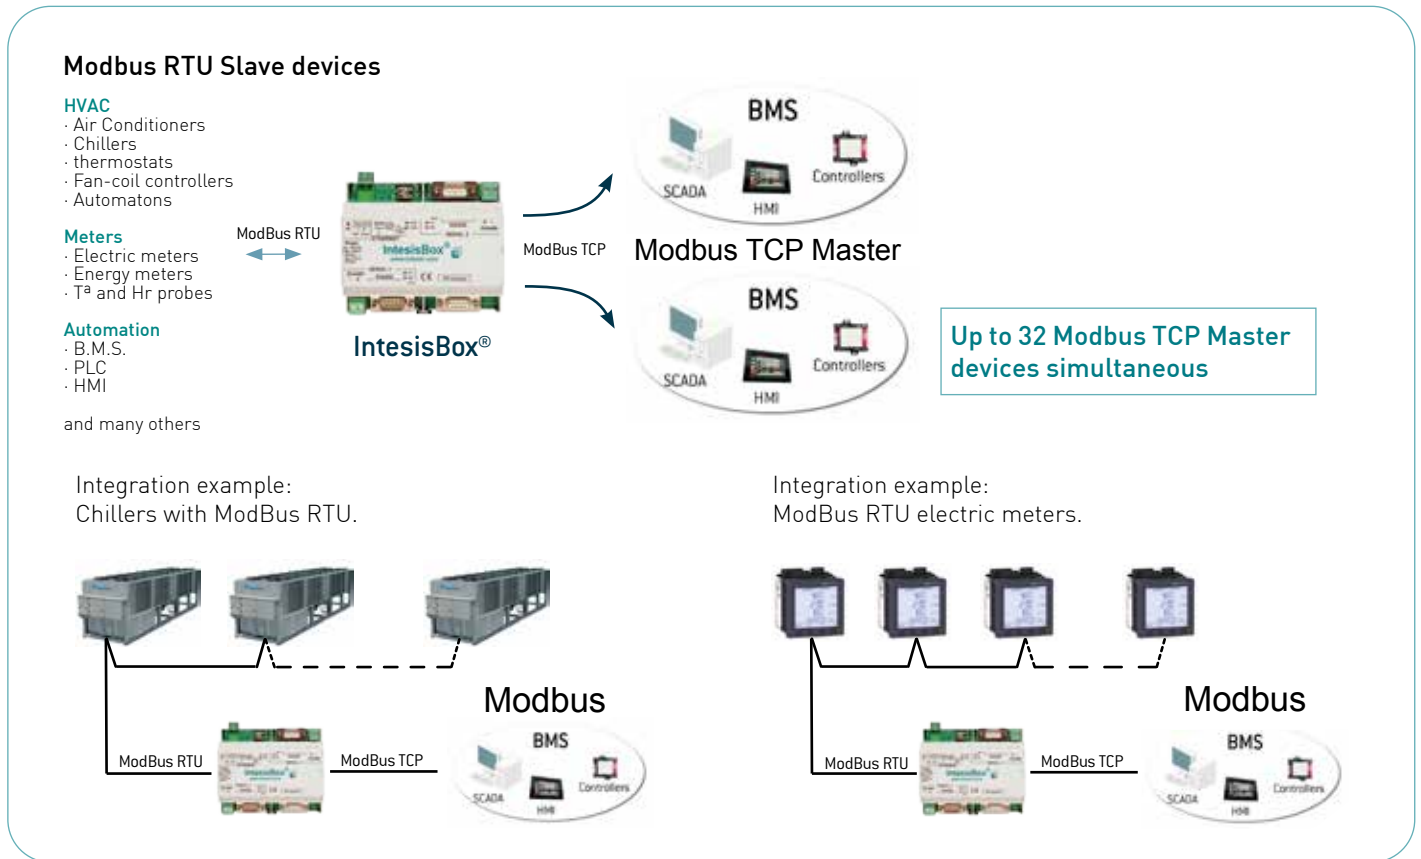 Modbus RTU Slave devices
HVAC
· Air Conditioners
· Chillers
· thermostats
· Fan-coil controllers
· Automatons
Meters
· Electric meters
· Energy meters
· Tª and Hr probes
Automation
· B.M.S.
· PLC
· HMI
and many others
ModBus RTU
IntesisBox®
IntesisBox®
ModBus TCP
BMS
SCADA
HMI
Controllers
Modbus TCP Master
BMS
SCADA
HMI
Controllers
Up to 32 Modbus TCP Master
devices simultaneous
Integration example:
Chillers with ModBus RTU.
ModBus RTU
IntesisBox
ModBus TCP
Modbus
BMS
SCADA
HMI
Controllers
Integration example:
ModBus RTU electric meters.
ModBus RTU
IntesisBox
ModBus TCP
Modbus
BMS
SCADA
HMI
Controllers